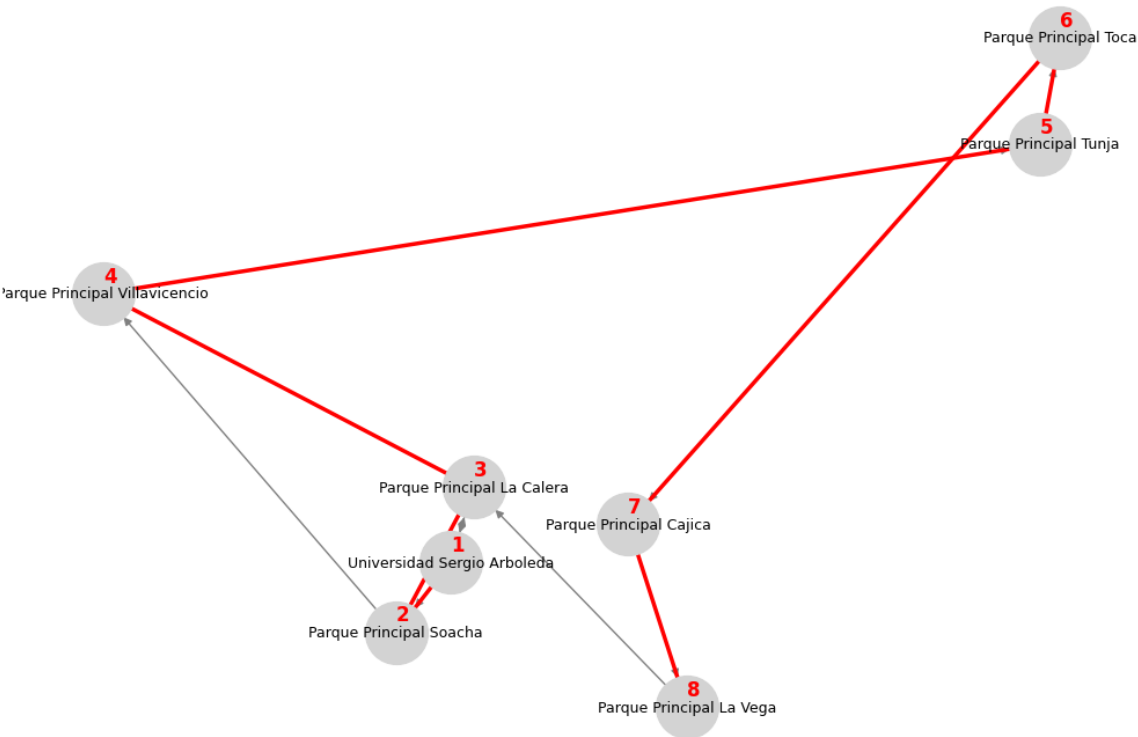 6
Parque Principal Toca
5
Parque Principal Tunja
4
Parque Principal Villavicencio
3
Parque Principal La Calera
7
Parque Principal Cajica
1
Universidad Sergio Arboleda
2
Parque Principal Soacha
8
Parque Principal La Vega